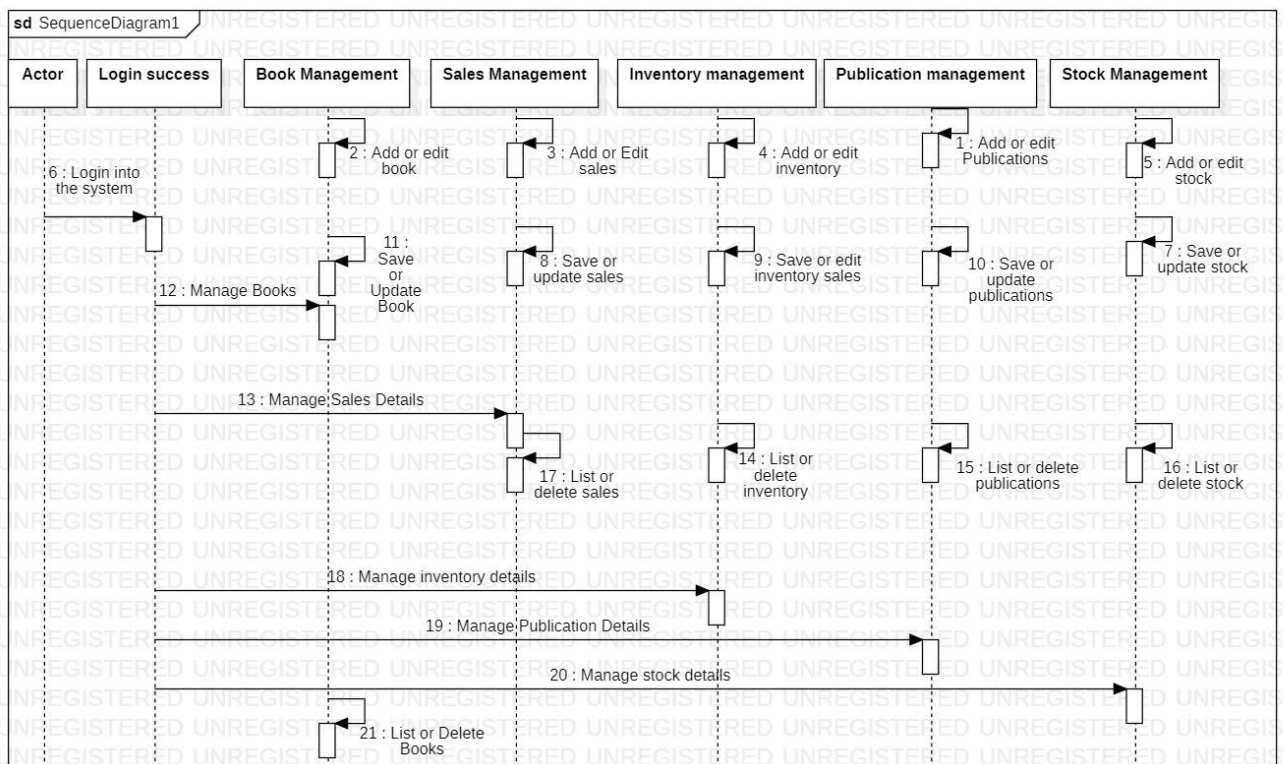 sd SequenceDiagram1
UNREGISTERED UNREGISTERED UNREGISTERED UNREGISTERED UNREGISTERED
Actor
Login success
Book Management
Sales Management
Inventory management
Publication management
Stock Management
1 : Add or edit
Publications
2 : Add or edit
book
3 : Add or Edit
sales
4 : Add or edit
inventory
5 : Add or edit
stock
6 : Login into
the system
7 : Save or
update stock
8 : Save or
update sales
9 : Save or edit
inventory sales
10 : Save or
update
publications
11 :
Save
or
Update
Book
12 : Manage Books
13 : Manage Sales Details
14 : List or
delete
inventory
15 : List or delete
publications
16 : List or
delete stock
17 : List or
delete sales
18 : Manage inventory details
19 : Manage Publication Details
20 : Manage stock details
21 : List or Delete
Books